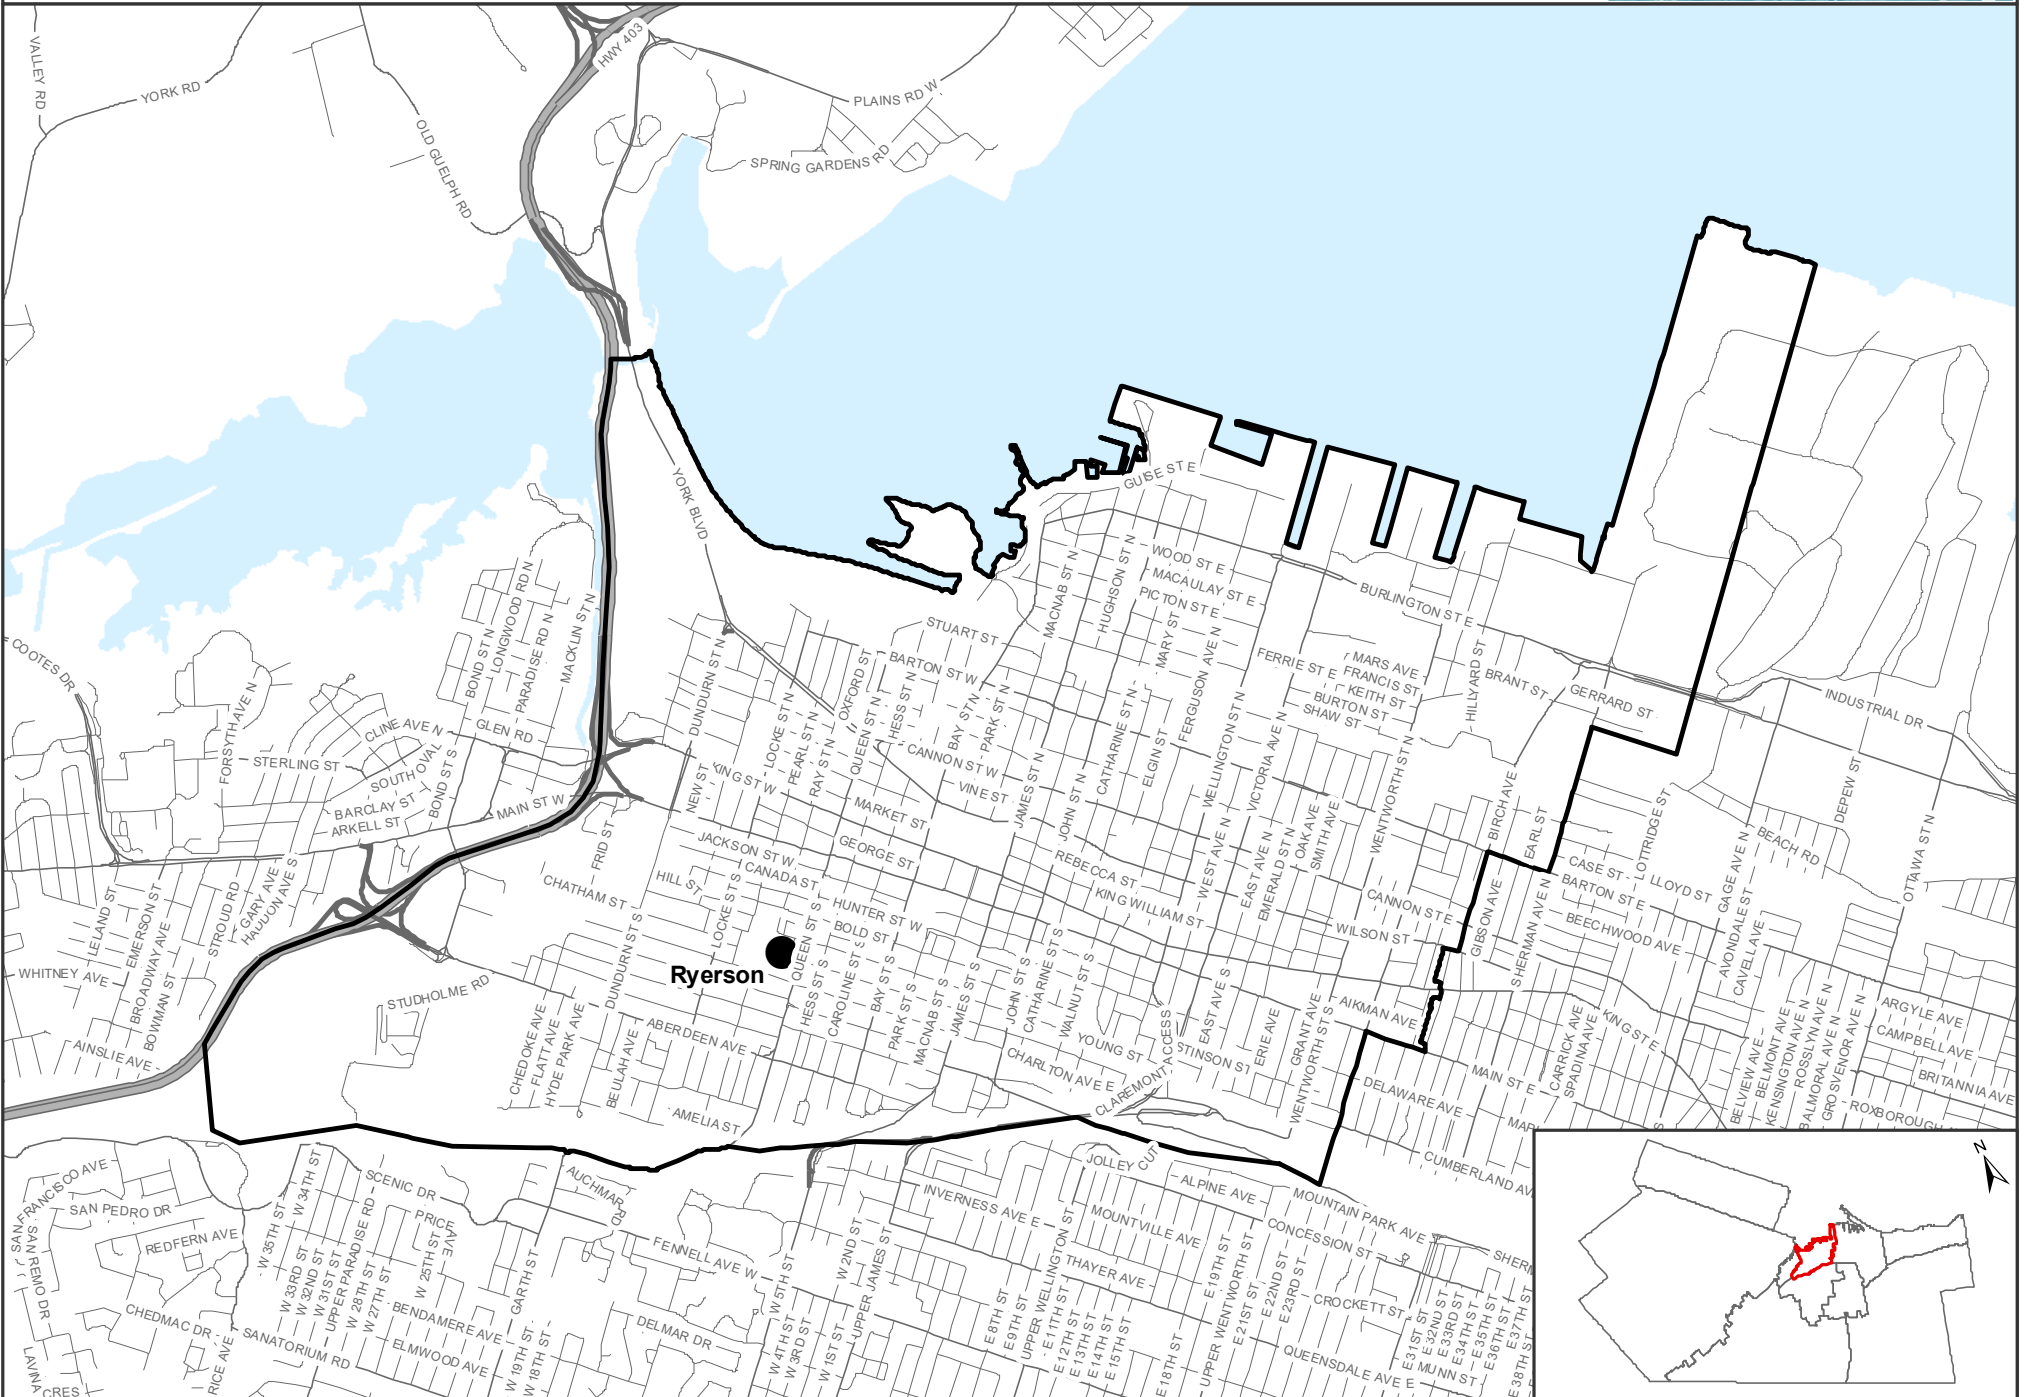 VALLEY RD
YORK RD
HWY 403
PLAINS RD W
OLD GUELPH RD
SPRING GARDENS RD
YORK BLVD
GUISE ST E
WOOD ST E
MACAULAY ST E
PICTON ST E
BURLINGTON ST E
MACNAB ST N
HUGHSON ST N
MARY ST
STUART ST
BARTON ST W
FERGUSON AVE N
FERRIE ST E
MARS AVE
FRANCIS ST
KEITH ST
BURTON ST
SHAW ST
HILLYARD ST
BRANT ST
GERRARD ST
INDUSTRIAL DR
COOTES DR
BOND ST N
LONGWOOD RD N
PARADISE RD N
MACKLIN ST N
DUNDURN ST N
OXFORD ST
LOCKE ST N
PEARL ST N
RAY ST N
QUEEN ST N
HESS ST N
BAY ST N
PARK ST N
CANNON ST W
VINE ST
CATHARINE ST N
ELGIN ST
WELLINGTON ST N
VICTORIA AVE N
WENTWORTH ST N
FORSYTH AVE N
CLINE AVE N
GLEN RD
STERLING ST
SOUTH OVAL
BARCLAY ST
ARKELL ST
BOND ST S
MAIN ST W
NEW ST
KING ST W
MARKET ST
GEORGE ST
JAMES ST N
JOHN ST N
REBECCA ST
KING WILLIAM ST
WEST AVE N
EAST AVE N
EMERALD ST N
OAK AVE
SMITH AVE
BIRCH AVE
EARL ST
LOTTRIDGE ST
DEPEW ST
BEACH RD
OTTAWA ST N
GAGE AVE N
CASE ST
LLOYD ST
BARTON ST E
BEECHWOOD AVE
AVONDALE ST
CAVELL AVE
FRID ST
JACKSON ST W
CANADA ST
HILL ST
CHATHAM ST
HUNTER ST W
BOLD ST
LOCKE ST S
CANNON ST E
WILSON ST
GIBSON AVE
SHERMAN AVE N
LELAND ST
EMERSON ST
BROADWAY AVE
BOWMAN ST
STROUD RD
GARY AVE
HADDON AVE S
WHITNEY AVE
AINSLIE AVE
STUDHOLME RD
DUNDURN ST S
Ryerson
QUEEN ST S
HESS ST S
CAROLINE ST S
BAY ST S
PARK ST S
MACNAB ST S
JAMES ST S
JOHN ST S
CATHARINE ST S
WALNUT ST S
YOUNG ST
CHARLTON AVE E
CLAREMONT ACCESS
STINSON ST
EAST AVE S
ERIE AVE
GRANT AVE
WENTWORTH ST S
AIKMAN AVE
DELAWARE AVE
MAIN ST E
CARRICK AVE
SPADINA AVE
KING ST E
CHEDOKE AVE
FLATT AVE
HYDE PARK AVE
BEULAH AVE
ABERDEEN AVE
AMELIA ST
BELVIEW AVE
BELMONT AVE
KENSINGTON AVE N
ROSSLYN AVE N
BALMORAL AVE N
GROSVENOR AVE N
ARGYLE AVE
CAMPBELL AVE
BRITANNIA AVE
CUMBERLAND AV
SAN FRANCISCO AVE
SAN PEDRO DR
SAN REMO DR
REDFERN AVE
W 35TH ST
W 34TH ST
W 33RD ST
W 32ND ST
W 31ST ST
UPPER PARADISE RD
W 28TH ST
W 27TH ST
W 25TH ST
SCENIC DR
PRICE AVE
AUCHMAR RD
FENNELL AVE W
GARTH ST
CHEDMAC DR
SANATORIUM RD
RICE AVE
BENDAMERE AVE
ELMWOOD AVE
W 19TH ST
W 18TH ST
DELMAR DR
W 5TH ST
W 4TH ST
W 3RD ST
W 2ND ST
W 1ST ST
UPPER JAMES ST
INVERNESS AVE E
JOLLEY CUT
MOUNTVILLE AVE
ALPINE AVE
MOUNTAIN PARK AVE
CONCESSION ST
THAYER AVE
E 8TH ST
E 9TH ST
UPPER WELLINGTON ST
E 11TH ST
E 12TH ST
E 13TH ST
E 14TH ST
E 15TH ST
E 18TH ST
E 19TH ST
UPPER WENTWORTH ST
E 21ST ST
E 22ND ST
E 23RD ST
CROCKETT ST
QUEENSDALE AVE E
MUNN ST
E 31ST ST
E 32ND ST
E 33RD ST
E 34TH ST
E 35TH ST
E 36TH ST
E 37TH ST
E 38TH ST
LAVINA
CRES
N